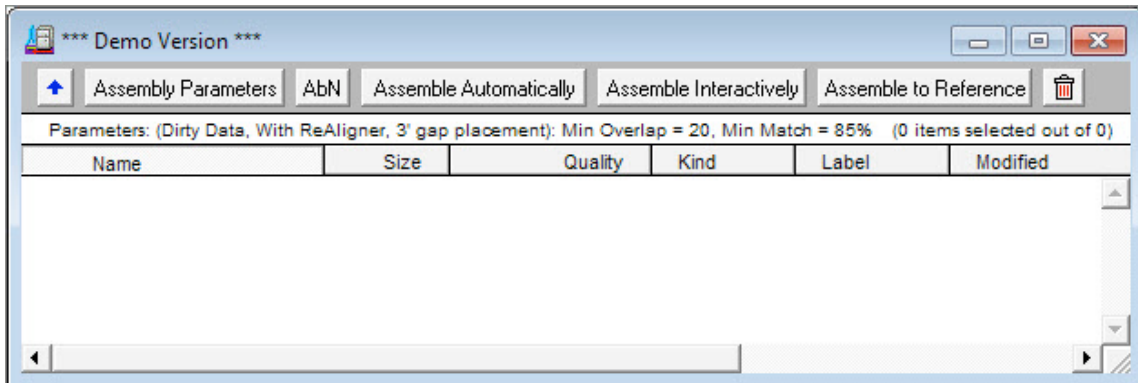 *** Demo Version ***
Assembly Parameters AbN Assemble Automatically Assemble Interactively Assemble to Reference
Parameters: (Dirty Data, With ReAligner, 3' gap placement): Min Overlap = 20, Min Match = 85% (0 items selected out of 0)
Name Size Quality Kind Label Modified